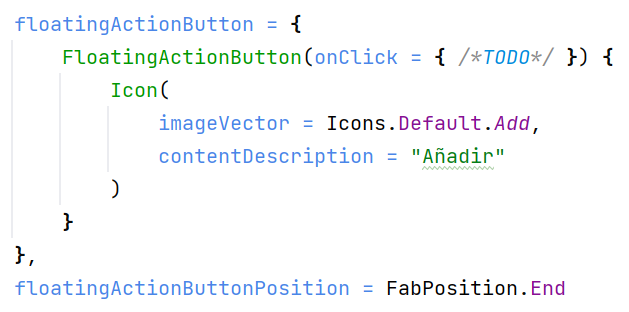 floatingActionButton = {
    FloatingActionButton(onClick = { /*TODO*/ }) {
        Icon(
            imageVector = Icons.Default.Add,
            contentDescription = "Añadir"
        )
    }
},
floatingActionButtonPosition = FabPosition.End